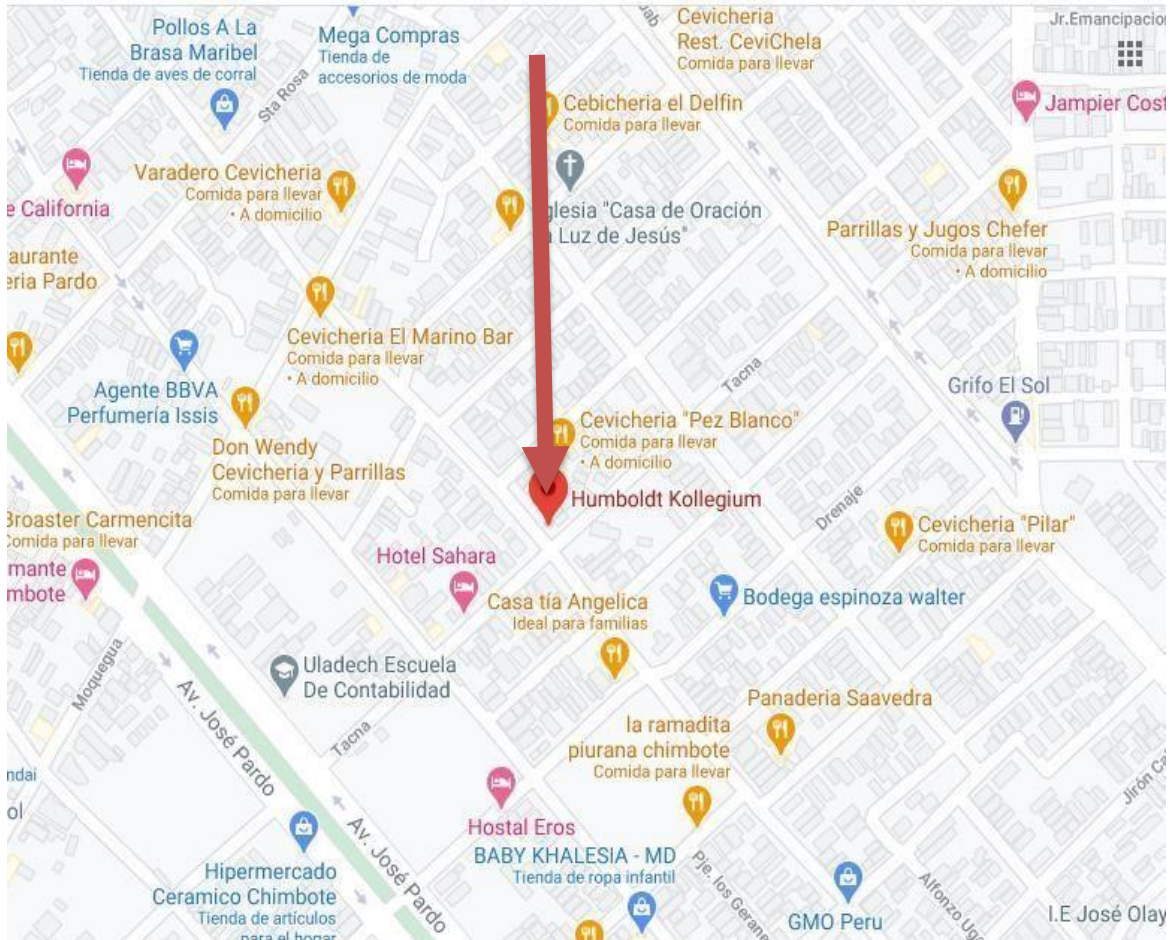 Pollos A La
Brasa Maribel
Tienda de aves de corral
Mega Compras
Tienda de
accesorios de moda
Cevicheria
Rest. CeviChela
Comida para llevar
Sta Rosa
Cebicheria el Delfin
Comida para llevar
Jampier Cost
Varadero Cevicheria
Comida para llevar
• A domicilio
e California
glesia "Casa de Oración
Luz de Jesús"
Parrillas y Jugos Chefer
Comida para llevar
• A domicilio
aurante
ria Pardo
Cevicheria El Marino Bar
Comida para llevar
• A domicilio
Agente BBVA
Perfumería Issis
Tacna
Grifo El Sol
Cevicheria "Pez Blanco"
Comida para llevar
• A domicilio
Don Wendy
Cevicheria y Parrillas
Comida para llevar
Humboldt Kollegium
Drenaje
Broaster Carmencita
Comida para llevar
Cevicheria "Pilar"
Comida para llevar
mante
mbote
Hotel Sahara
Casa tía Angelica
Ideal para familias
Bodega espinoza walter
Moquegua
Uladech Escuela
De Contabilidad
Av. José Pardo
Tacna
Panaderia Saavedra
la ramadita
piurana chimbote
Comida para llevar
ndai
ol
Hostal Eros
Av. José Pardo
BABY KHALESIA - MD
Tienda de ropa infantil
Hipermercado
Ceramico Chimbote
Tienda de artículos
para el hogar
Pje. los Gerane
GMO Peru
Alfonzo Ug
I.E José Olay